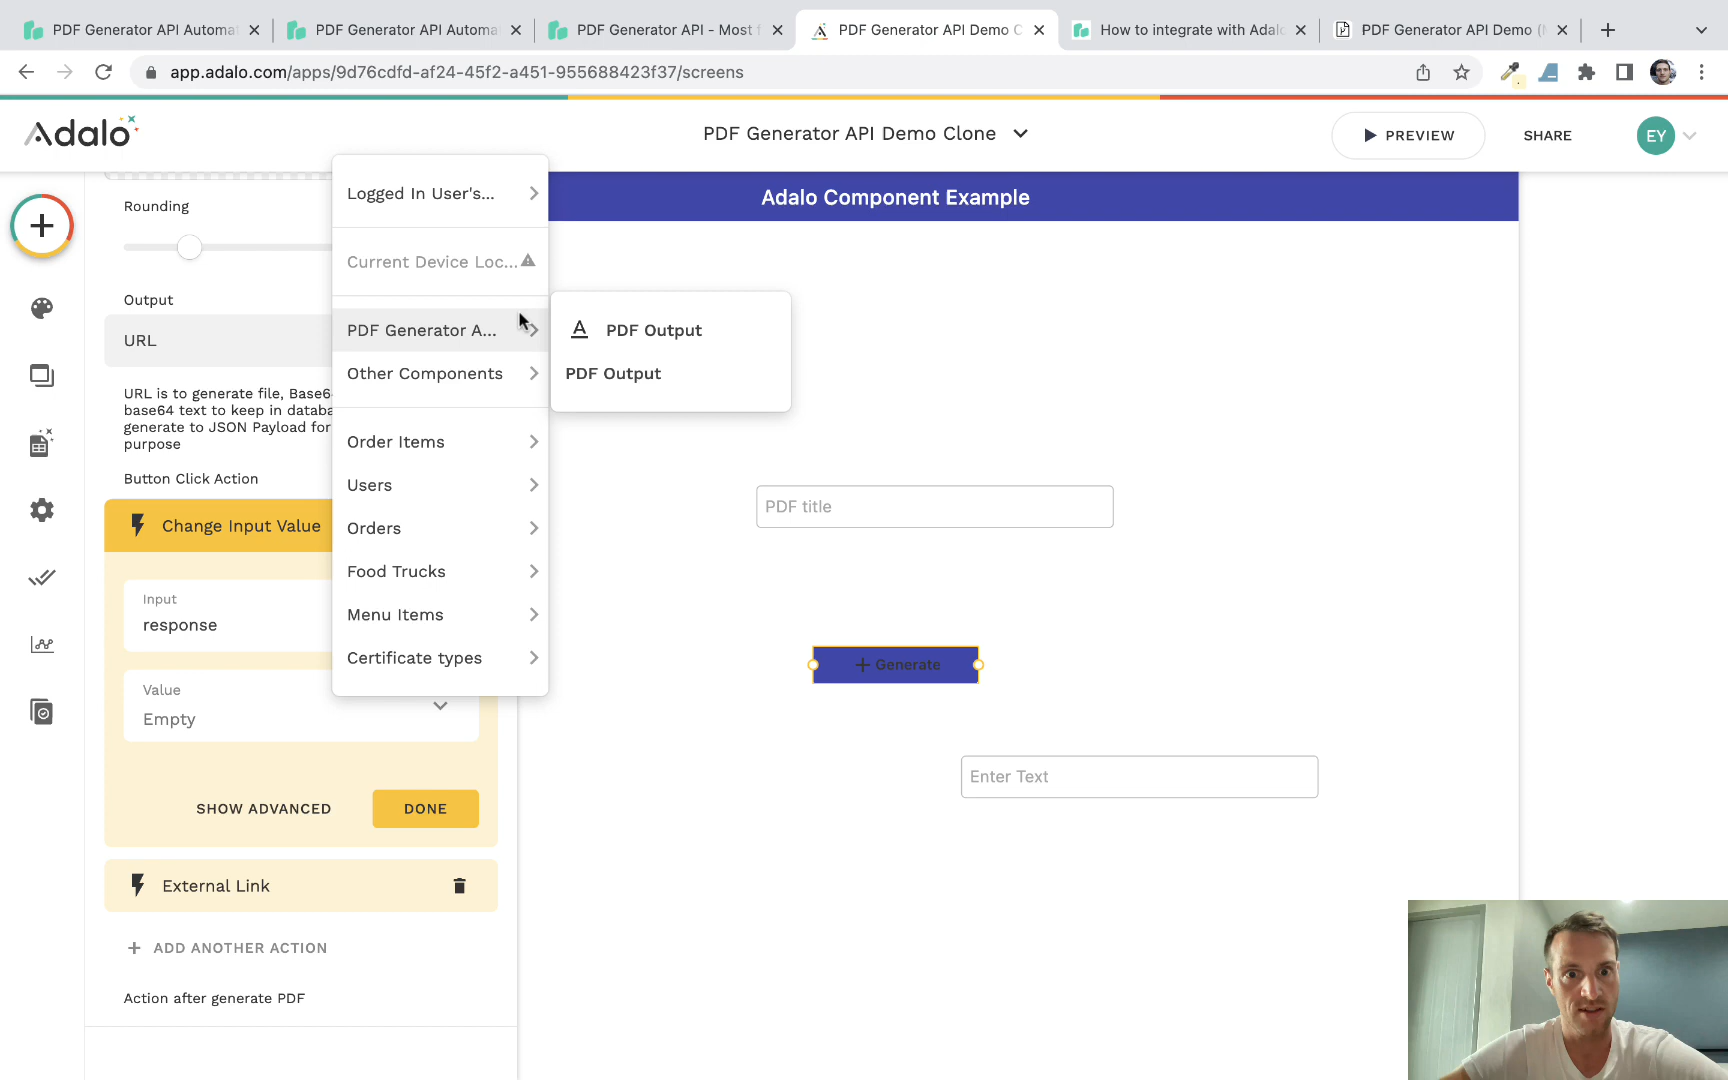 PDF Generator API Automa
PDF Generator API Automa
PDF Generator API - Most f
PDF Generator API Demo C
How to integrate with Adalo
PDF Generator API Demo (
app.adalo.com/apps/9d76cdfd-af24-45f2-a451-955688423f37/screens
Adalo
PDF Generator API Demo Clone
PREVIEW
SHARE
EY
Rounding
Output
URL
URL is to generate file, Base6
base64 text to keep in databa
generate to JSON Payload for
purpose
Button Click Action
Change Input Value
Input
response
Value
Empty
SHOW ADVANCED
DONE
External Link
ADD ANOTHER ACTION
Action after generate PDF
Logged In User's...
Current Device Loc...
PDF Generator A...
Other Components
Order Items
Users
Orders
Food Trucks
Menu Items
Certificate types
A PDF Output
PDF Output
Adalo Component Example
PDF title
Generate
Enter Text